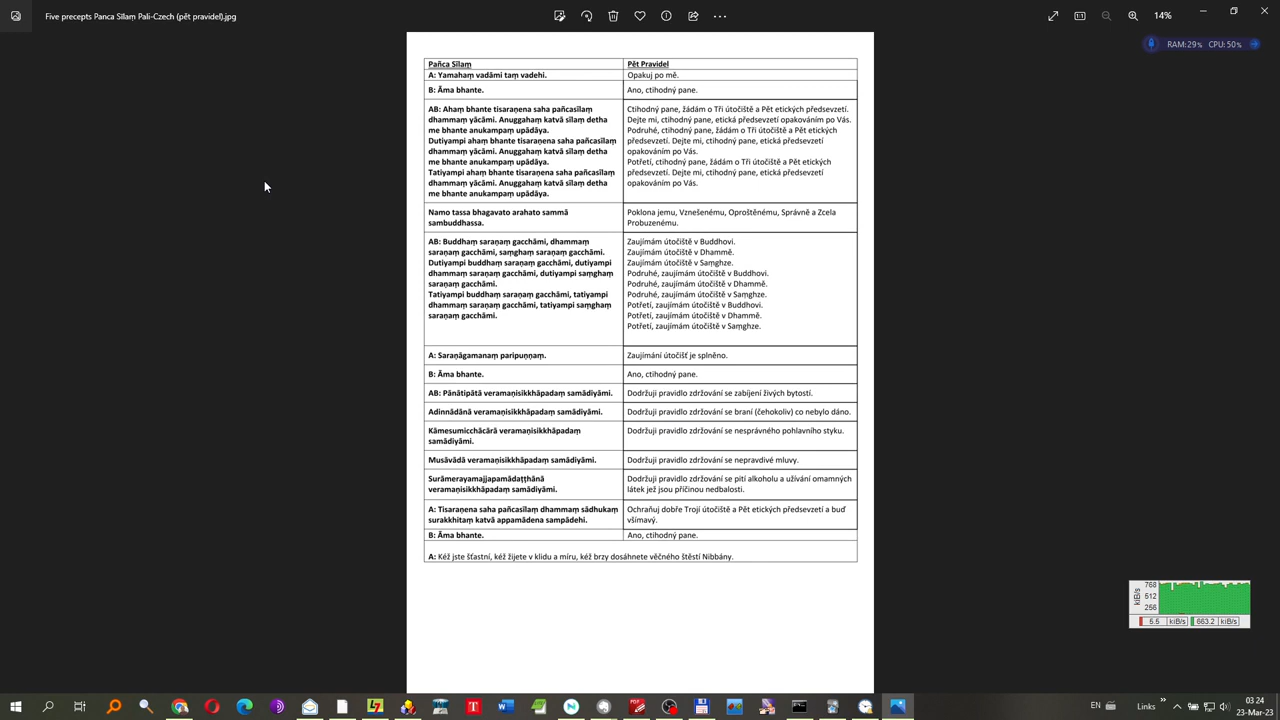 Five precepts Panca Sīlaṃ Pali-Czech (pět pravidel).jpg
14%
RAM:29% CPU:50%
Pañca Sīlaṃ
Pět Pravidel
A: Yamahaṃ vadāmi taṃ vadehi.
Opakuj po mě.
B: Āma bhante.
Ano, ctihodný pane.
AB: Ahaṃ bhante tisaraṇena saha pañcasīlaṃ
dhammaṃ yācāmi. Anuggahaṃ katvā sīlaṃ detha
me bhante anukampaṃ upādāya.
Dutiyampi ahaṃ bhante tisaraṇena saha pañcasīlaṃ
dhammaṃ yācāmi. Anuggahaṃ katvā sīlaṃ detha
me bhante anukampaṃ upādāya.
Tatiyampi ahaṃ bhante tisaraṇena saha pañcasīlaṃ
dhammaṃ yācāmi. Anuggahaṃ katvā sīlaṃ detha
me bhante anukampaṃ upādāya.
Ctihodný pane, žádám o Tři útočiště a Pět etických předsevzetí.
Dejte mi, ctihodný pane, etická předsevzetí opakováním po Vás.
Podruhé, ctihodný pane, žádám o Tři útočiště a Pět etických
předsevzetí. Dejte mi, ctihodný pane, etická předsevzetí
opakováním po Vás.
Potřetí, ctihodný pane, žádám o Tři útočiště a Pět etických
předsevzetí. Dejte mi, ctihodný pane, etická předsevzetí
opakováním po Vás.
Namo tassa bhagavato arahato sammā
sambuddhassa.
Poklona jemu, Vznešenému, Oproštěnému, Správně a Zcela
Probuzenému.
AB: Buddhaṃ saraṇaṃ gacchāmi, dhammaṃ
saraṇaṃ gacchāmi, saṃghaṃ saraṇaṃ gacchāmi.
Dutiyampi buddhaṃ saraṇaṃ gacchāmi, dutiyampi
dhammaṃ saraṇaṃ gacchāmi, dutiyampi saṃghaṃ
saraṇaṃ gacchāmi.
Tatiyampi buddhaṃ saraṇaṃ gacchāmi, tatiyampi
dhammaṃ saraṇaṃ gacchāmi, tatiyampi saṃghaṃ
saraṇaṃ gacchāmi.
Zaujímám útočiště v Buddhovi.
Zaujímám útočiště v Dhammě.
Zaujímám útočiště v Saṃghze.
Podruhé, zaujímám útočiště v Buddhovi.
Podruhé, zaujímám útočiště v Dhammě.
Podruhé, zaujímám útočiště v Saṃghze.
Potřetí, zaujímám útočiště v Buddhovi.
Potřetí, zaujímám útočiště v Dhammě.
Potřetí, zaujímám útočiště v Saṃghze.
A: Saraṇāgamanaṃ paripuṇṇaṃ.
Zaujímání útočišť je splněno.
B: Āma bhante.
Ano, ctihodný pane.
AB: Pānātipātā veramaṇisikkhāpadaṃ samādiyāmi.
Dodržuji pravidlo zdržování se zabíjení živých bytostí.
Adinnādānā veramaṇisikkhāpadaṃ samādiyāmi.
Dodržuji pravidlo zdržování se braní (čehokoliv) co nebylo dáno.
Kāmesumicchācārā veramaṇisikkhāpadaṃ
samādiyāmi.
Dodržuji pravidlo zdržování se nesprávného pohlavního styku.
Musāvādā veramaṇisikkhāpadaṃ samādiyāmi.
Dodržuji pravidlo zdržování se nepravdivé mluvy.
Surāmerayamajjapamādaṭṭhānā
veramaṇisikkhāpadaṃ samādiyāmi.
Dodržuji pravidlo zdržování se pití alkoholu a užívání omamných
látek jež jsou příčinou nedbalosti.
A: Tisaraṇena saha pañcasīlaṃ dhammaṃ sādhukaṃ
surakkhitaṃ katvā appamādena sampādehi.
Ochraňuj dobře Trojí útočiště a Pět etických předsevzetí a buď
všímavý.
B: Āma bhante.
Ano, ctihodný pane.
A: Kéž jste šťastní, kéž žijete v klidu a míru, kéž brzy dosáhnete věčného štěstí Nibbány.
kiB/s
768
512
256
5.5 kiB/s 663.2 kiB/s
EN
03:24
23-Mar-23